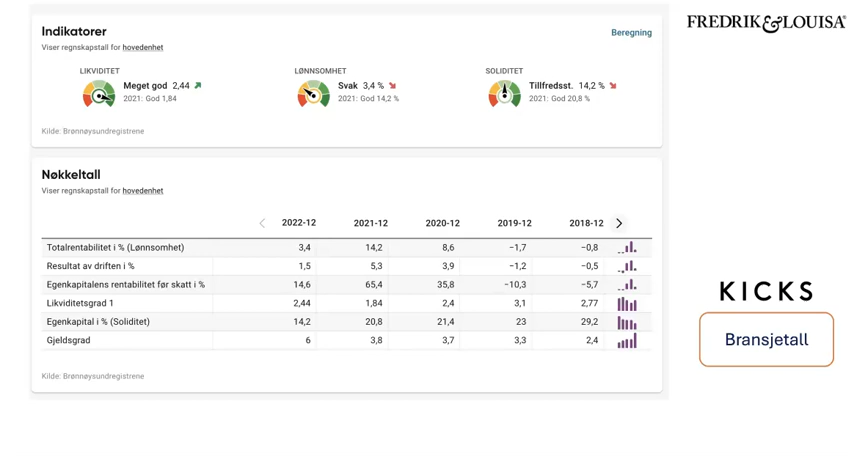 FREDRIK&LOUISA®
Indikatorer
Beregning
Viser regnskapstall for hovedenhet
LIKVIDITET
Meget god 2,44
2021: God 1,84
LØNNSOMHET
Svak 3,4 %
2021: God 14,2 %
SOLIDITET
Tillfredsst. 14,2 %
2021: God 20,8 %
Kilde: Brønnøysundregistrene
Nøkkeltall
Viser regnskapstall for hovedenhet
2022-12 2021-12 2020-12 2019-12 2018-12
Totalrentabilitet i % (Lønnsomhet) 3,4 14,2 8,6 −1,7 −0,8
Resultat av driften i % 1,5 5,3 3,9 −1,2 −0,5
Egenkapitalens rentabilitet før skatt i % 14,6 65,4 35,8 −10,3 −5,7
Likviditetsgrad 1 2,44 1,84 2,4 3,1 2,77
Egenkapital i % (Soliditet) 14,2 20,8 21,4 23 29,2
Gjeldsgrad 6 3,8 3,7 3,3 2,4
Kilde: Brønnøysundregistrene
KICKS
Bransjetall